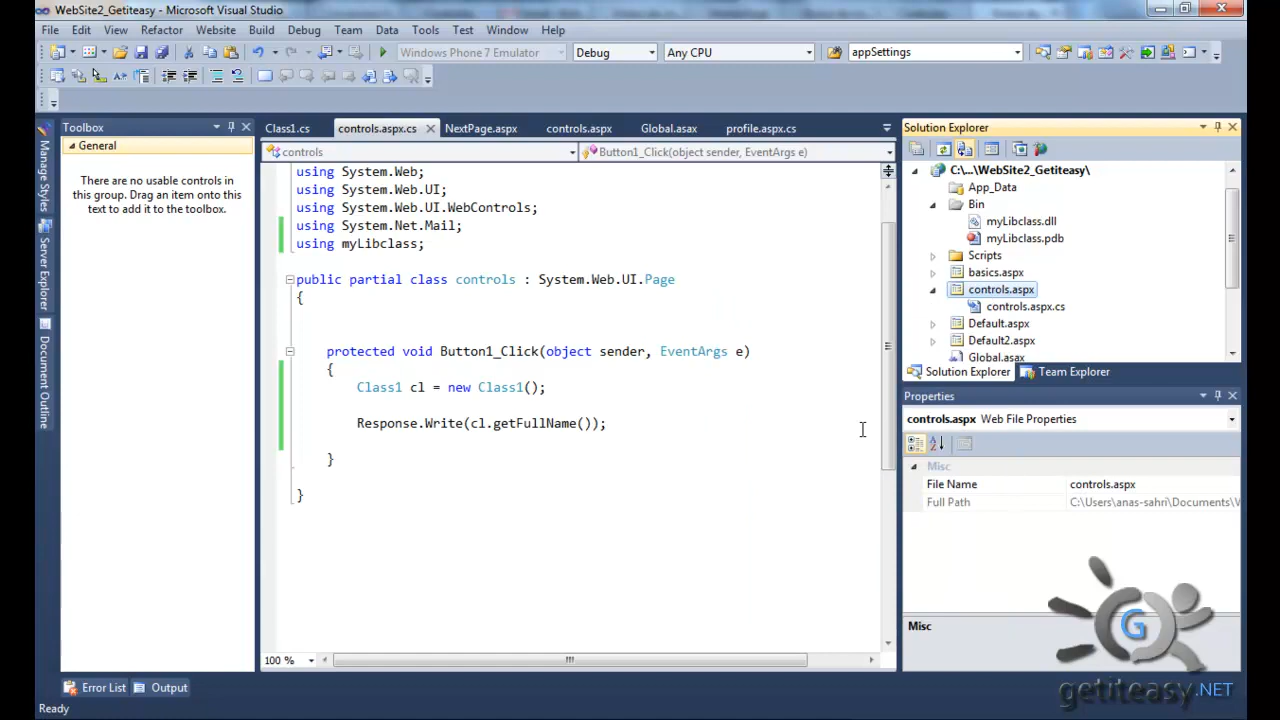 WebSite2_Getiteasy - Microsoft Visual Studio
File Edit View Refactor Website Build Debug Team Data Tools Test Window Help
Windows Phone 7 Emulator Debug Any CPU appSettings
Toolbox
General
There are no usable controls in
this group. Drag an item onto this
text to add it to the toolbox.
Manage Styles
Server Explorer
Document Outline
Class1.cs controls.aspx.cs NextPage.aspx controls.aspx Global.asax profile.aspx.cs
controls Button1_Click(object sender, EventArgs e)
using System.Web;
using System.Web.UI;
using System.Web.UI.WebControls;
using System.Net.Mail;
using myLibclass;
public partial class controls : System.Web.UI.Page
{
protected void Button1_Click(object sender, EventArgs e)
{
Class1 cl = new Class1();
Response.Write(cl.getFullName());
}
}
100 %
Solution Explorer
C:\...\WebSite2_Getiteasy\
App_Data
Bin
myLibclass.dll
myLibclass.pdb
Scripts
basics.aspx
controls.aspx
controls.aspx.cs
Default.aspx
Default2.aspx
Global.asax
Solution Explorer Team Explorer
Properties
controls.aspx Web File Properties
Misc
File Name controls.aspx
Full Path C:\Users\anas-sahri\Documents\
Misc
G
getiteasy.NET
Error List Output
Ready